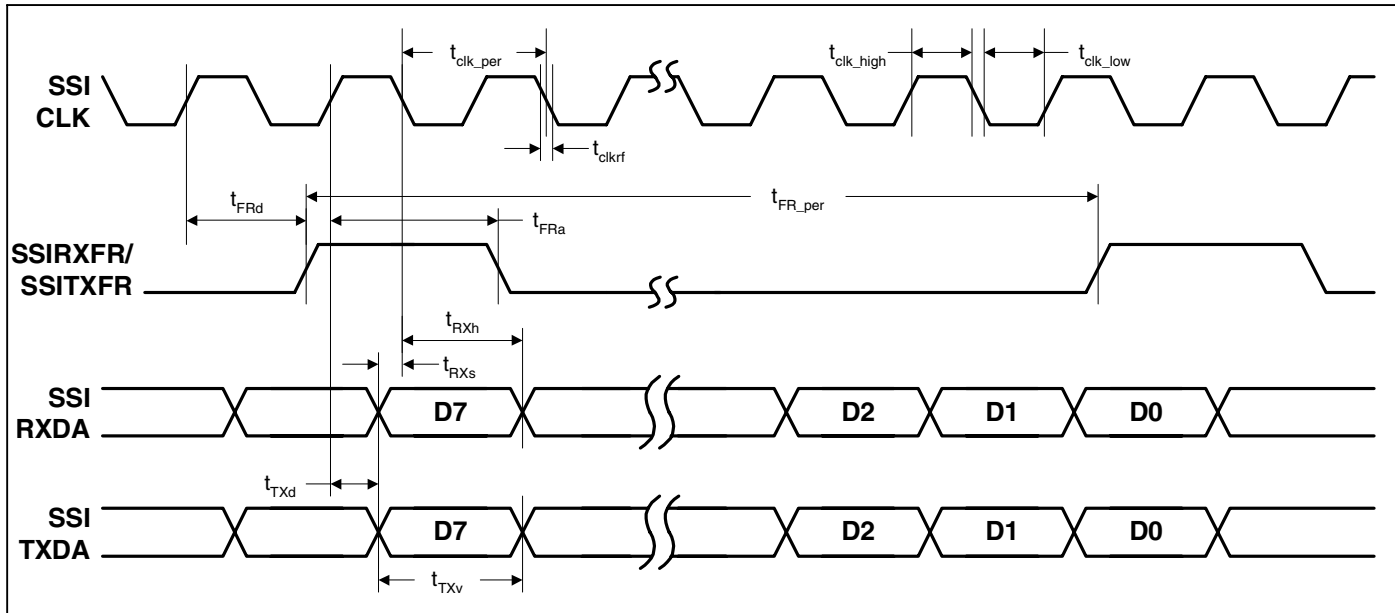 t_clk_per
t_clk_high
t_clk_low
SSI
CLK
t_clkrf
t_FRd
t_FR_per
t_FRa
SSIRXFR/
SSITXFR
t_RXh
t_RXs
SSI
RXDA
D7
D2
D1
D0
t_TXd
SSI
TXDA
D7
D2
D1
D0
t_TXv